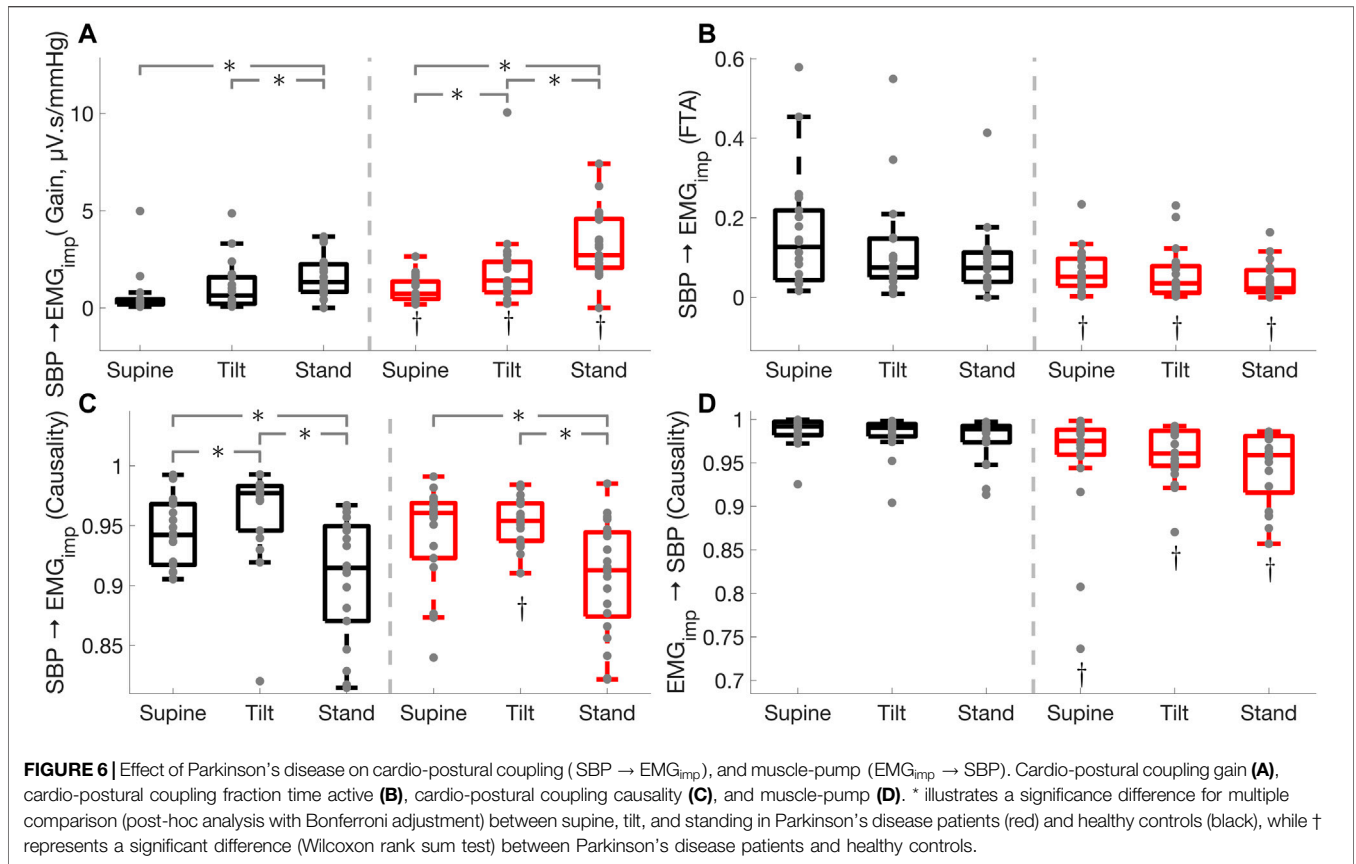 A
SBP → EMG_imp ( Gain, µV.s/mmHg)
10
5
0
* * * * *
† † †
Supine Tilt Stand Supine Tilt Stand
B
SBP → EMG_imp (FTA)
0.6
0.4
0.2
0
† † †
Supine Tilt Stand Supine Tilt Stand
C
SBP → EMG_imp (Causality)
1
0.95
0.9
0.85
* * * * *
†
Supine Tilt Stand Supine Tilt Stand
D
EMG_imp → SBP (Causality)
1
0.95
0.9
0.85
0.8
0.75
0.7
† † †
Supine Tilt Stand Supine Tilt Stand
FIGURE 6 | Effect of Parkinson's disease on cardio-postural coupling ( SBP → EMG_imp), and muscle-pump (EMG_imp → SBP). Cardio-postural coupling gain (A),
cardio-postural coupling fraction time active (B), cardio-postural coupling causality (C), and muscle-pump (D). * illustrates a significance difference for multiple
comparison (post-hoc analysis with Bonferroni adjustment) between supine, tilt, and standing in Parkinson's disease patients (red) and healthy controls (black), while †
represents a significant difference (Wilcoxon rank sum test) between Parkinson's disease patients and healthy controls.